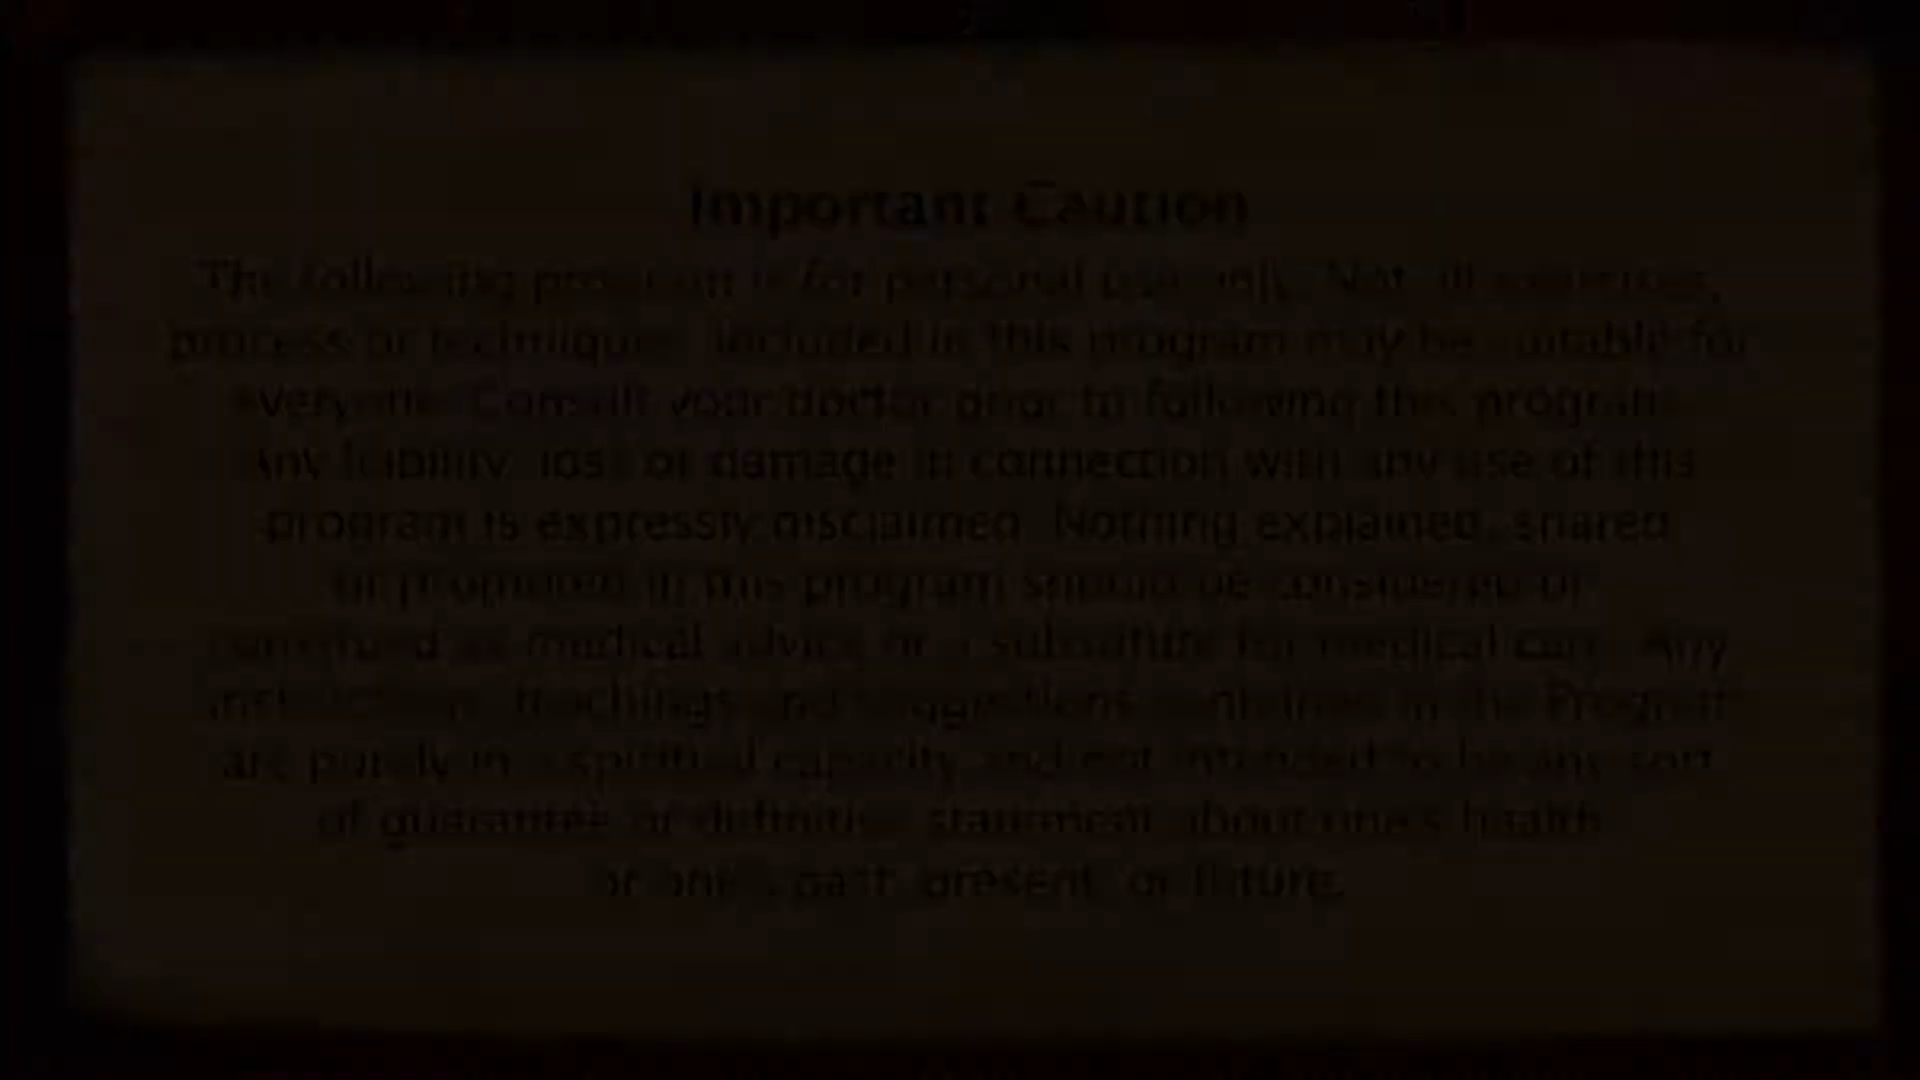 Important Caution
The following program is for personal use only. Not all exercises,
process or techniques included in this program may be suitable for
everyone. Consult your doctor prior to following this program.
Any liability, loss or damage in connection with any use of this
program is expressly disclaimed. Nothing explained, shared
or promoted in this program should be considered or
construed as medical advice or a substitute for medical care. Any
instructions, teachings and suggestions contained in the Program
are purely in a spiritual capacity and not intended to be any sort
of guarantee or definitive statement about one's health
or one's past, present, or future.